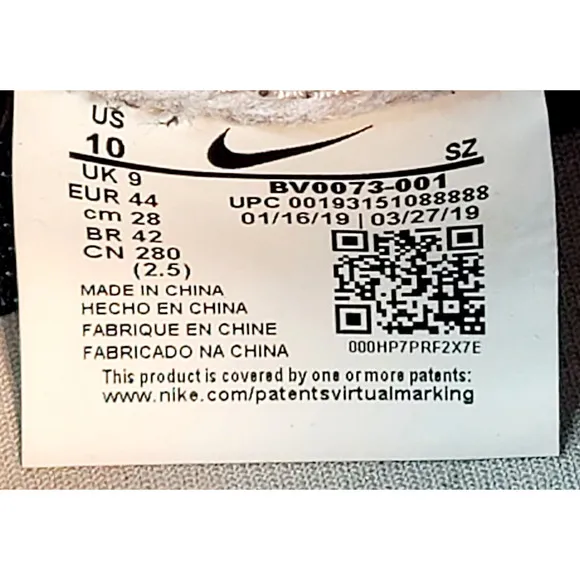 US
10
SZ
UK 9
EUR 44
cm 28
BR 42
CN 280
(2.5)
BV0073-001
UPC 00193151088888
01/16/19 | 03/27/19
MADE IN CHINA
HECHO EN CHINA
FABRIQUE EN CHINE
FABRICADO NA CHINA
000HP7PRF2X7E
This product is covered by one or more patents:
www.nike.com/patentsvirtualmarking